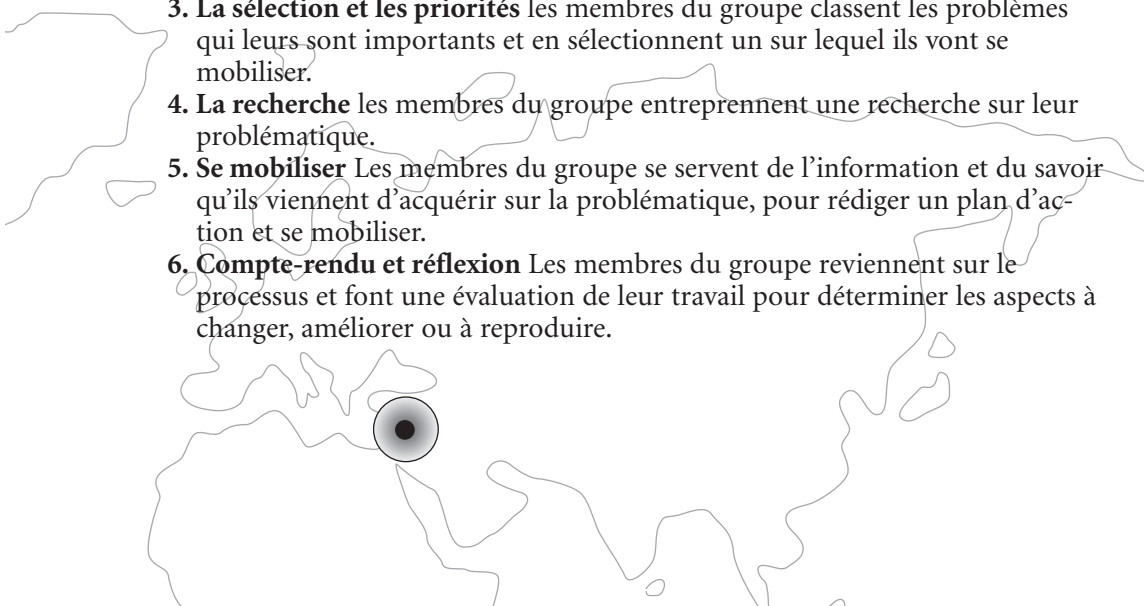 3. La sélection et les priorités les membres du groupe classent les problèmes
qui leurs sont importants et en sélectionnent un sur lequel ils vont se
mobiliser.
4. La recherche les membres du groupe entreprennent une recherche sur leur
problématique.
5. Se mobiliser Les membres du groupe se servent de l’information et du savoir
qu’ils viennent d’acquérir sur la problématique, pour rédiger un plan d’ac-
tion et se mobiliser.
6. Compte-rendu et réflexion Les membres du groupe reviennent sur le
processus et font une évaluation de leur travail pour déterminer les aspects à
changer, améliorer ou à reproduire.